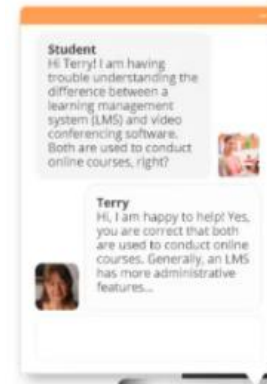 Student
Hi Terry! I am having
trouble understanding the
difference between a
learning management
system (LMS) and video
conferencing software.
Both are used to conduct
online courses, right?
Terry
Hi, I am happy to help! Yes,
you are correct that both
are used to conduct online
courses. Generally, an LMS
has more administrative
features...